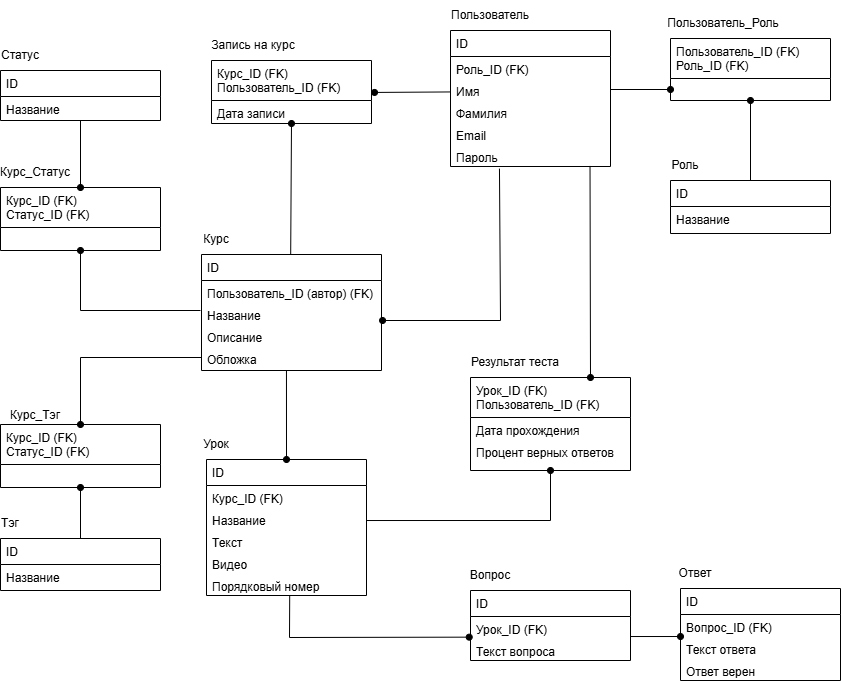 Статус
ID
Название
Курс_Статус
Курс_ID (FK)
Статус_ID (FK)
Запись на курс
Курс_ID (FK)
Пользователь_ID (FK)
Дата записи
Пользователь
ID
Роль_ID (FK)
Имя
Фамилия
Email
Пароль
Пользователь_Роль
Пользователь_ID (FK)
Роль_ID (FK)
Роль
ID
Название
Курс
ID
Пользователь_ID (автор) (FK)
Название
Описание
Обложка
Курс_Тэг
Курс_ID (FK)
Статус_ID (FK)
Тэг
ID
Название
Урок
ID
Курс_ID (FK)
Название
Текст
Видео
Порядковый номер
Результат теста
Урок_ID (FK)
Пользователь_ID (FK)
Дата прохождения
Процент верных ответов
Вопрос
ID
Урок_ID (FK)
Текст вопроса
Ответ
ID
Вопрос_ID (FK)
Текст ответа
Ответ верен